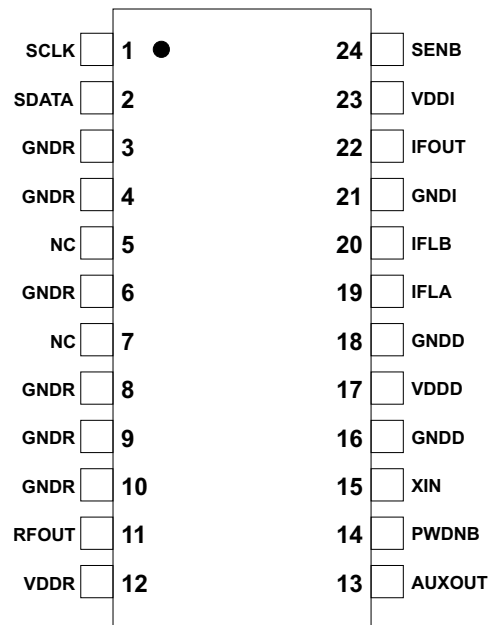 SCLK 1 24 SENB
SDATA 2 23 VDDI
GNDR 3 22 IFOUT
GNDR 4 21 GNDI
NC 5 20 IFLB
GNDR 6 19 IFLA
NC 7 18 GNDD
GNDR 8 17 VDDD
GNDR 9 16 GNDD
GNDR 10 15 XIN
RFOUT 11 14 PWDNB
VDDR 12 13 AUXOUT